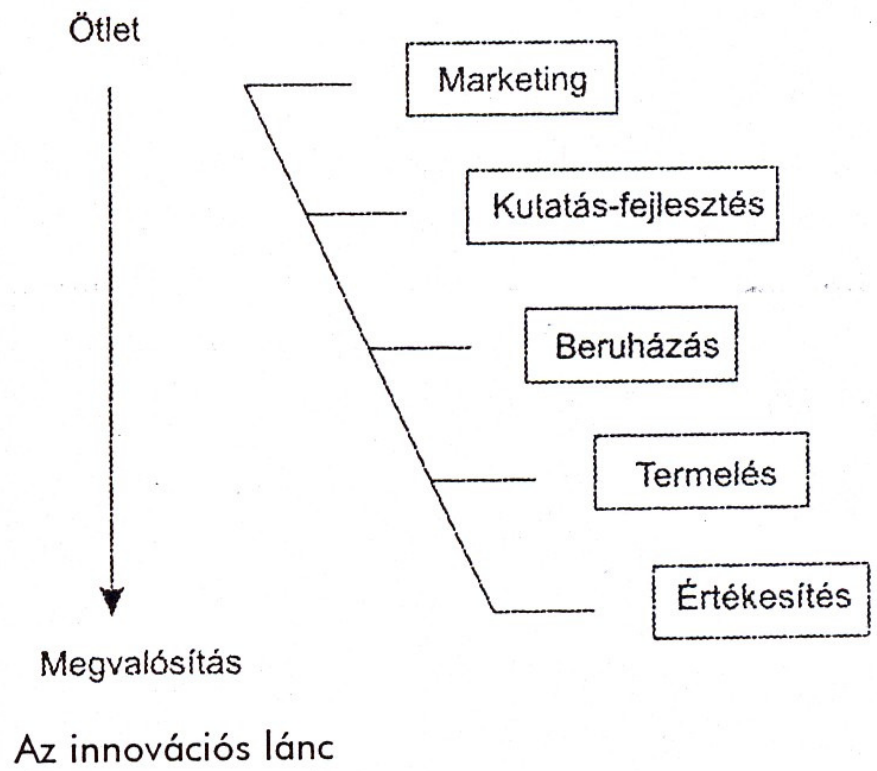 Ötlet
Marketing
Kutatás-fejlesztés
Beruházás
Termelés
Értékesítés
Megvalósítás
Az innovációs lánc